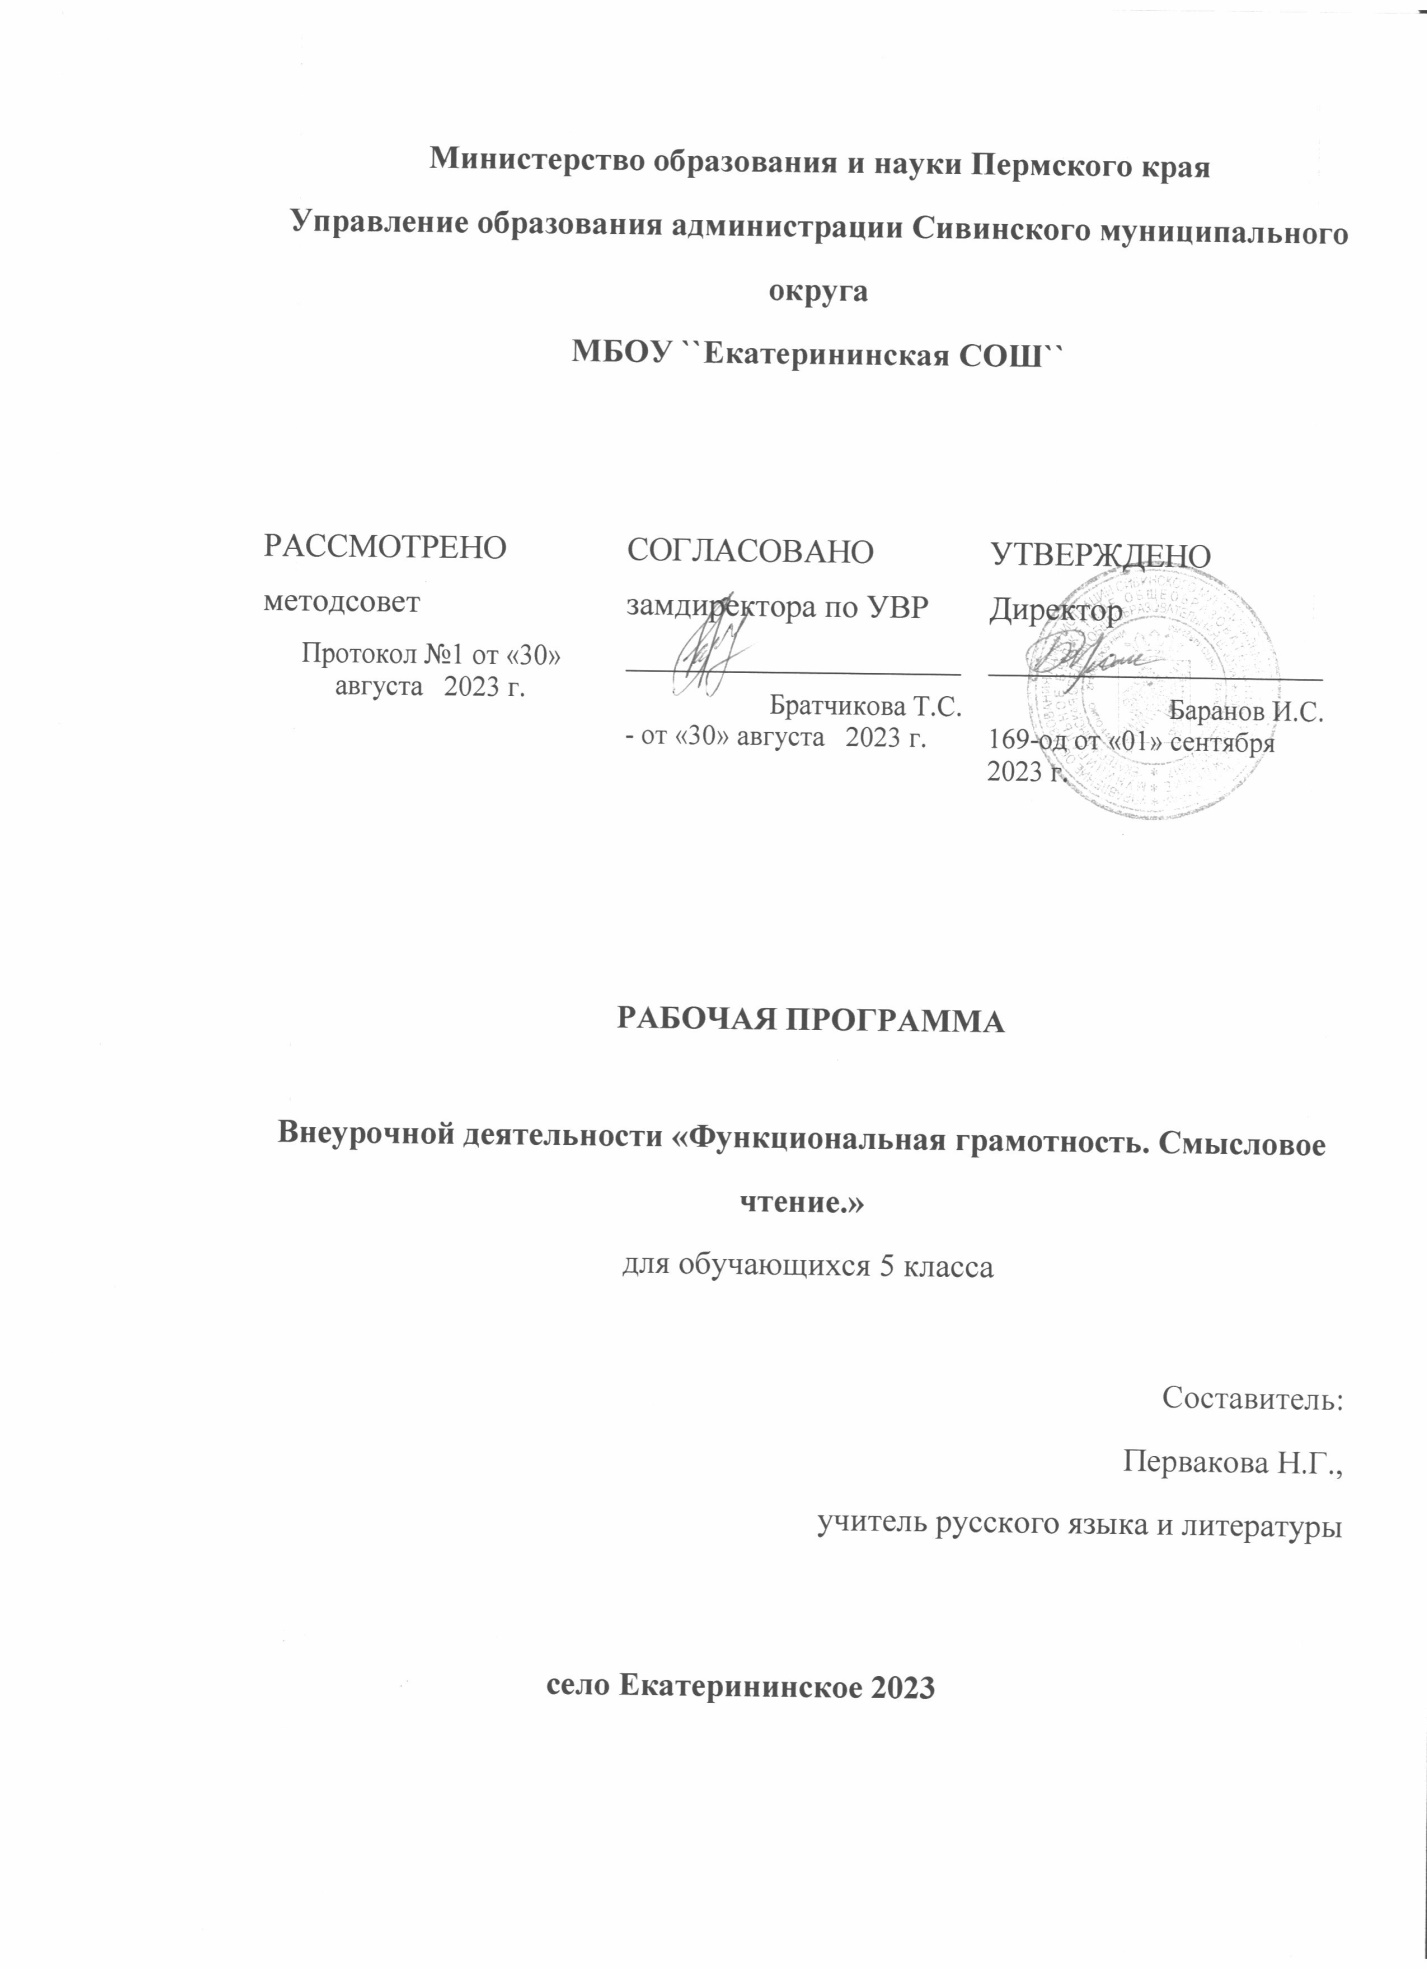 Министерство образования и науки Пермского края
Управление образования администрации Сивинского муниципального
округа
МБОУ ``Екатерининская СОШ``
РАССМОТРЕНО
методсовет
Протокол №1 от «30»
августа 2023 г.
СОГЛАСОВАНО
замдиректора по УВР
Братчикова Т.С.
- от «30» августа 2023 г.
УТВЕРЖДЕНО
Директор
Баранов И.С.
169-од от «01» сентября
2023 г.
РАБОЧАЯ ПРОГРАММА
Внеурочной деятельности «Функциональная грамотность. Смысловое
чтение.»
для обучающихся 5 класса
Составитель:
Первакова Н.Г.,
учитель русского языка и литературы
село Екатерининское 2023